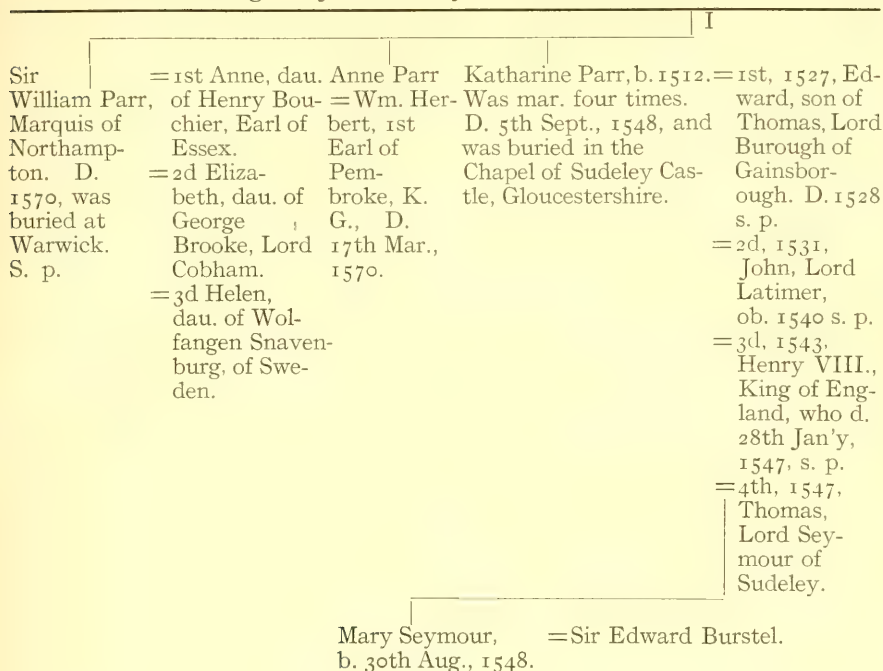 I
Sir
William Parr,
Marquis of
Northamp-
ton. D.
1570, was
buried at
Warwick.
S. p.
=1st Anne, dau.
of Henry Bou-
chier, Earl of
Essex.
=2d Eliza-
beth, dau. of
George
Brooke, Lord
Cobham.
=3d Helen,
dau. of Wol-
fangen Snaven-
burg, of Swe-
den.
Anne Parr
=Wm. Her-
bert, 1st
Earl of
Pem-
broke, K.
G., D.
17th Mar.,
1570.
Katharine Parr, b. 1512.
Was mar. four times.
D. 5th Sept., 1548, and
was buried in the
Chapel of Sudeley Cas-
tle, Gloucestershire.
=1st, 1527, Ed-
ward, son of
Thomas, Lord
Burough of
Gainsbor-
ough. D. 1528
s. p.
=2d, 1531,
John, Lord
Latimer,
ob. 1540 s. p.
=3d, 1543,
Henry VIII.,
King of Eng-
land, who d.
28th Jan'y,
1547, s. p.
=4th, 1547,
Thomas,
Lord Sey-
mour of
Sudeley.
Mary Seymour, =Sir Edward Burstel.
b. 30th Aug., 1548.